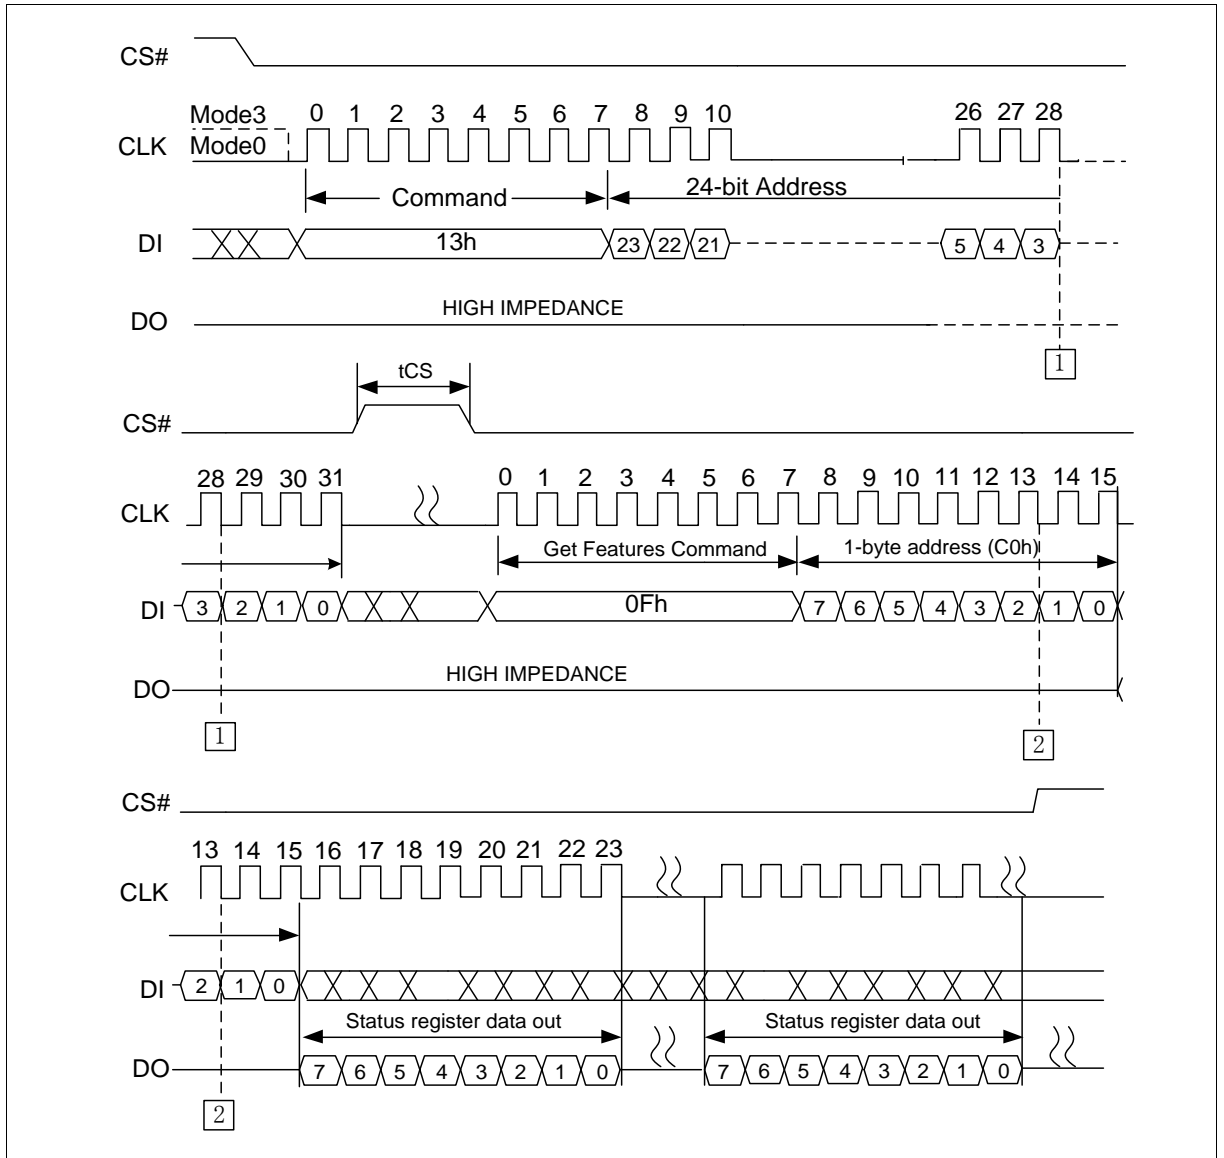 CS#
Mode3 0 1 2 3 4 5 6 7 8 9 10 26 27 28
CLK Mode0
Command 24-bit Address
DI 13h 23 22 21 5 4 3
HIGH IMPEDANCE
DO
1
tCS
CS#
28 29 30 31 0 1 2 3 4 5 6 7 8 9 10 11 12 13 14 15
CLK
Get Features Command 1-byte address (C0h)
DI 3 2 1 0 0Fh 7 6 5 4 3 2 1 0
HIGH IMPEDANCE
DO
1 2
CS#
13 14 15 16 17 18 19 20 21 22 23
CLK
DI 2 1 0
Status register data out Status register data out
DO 7 6 5 4 3 2 1 0 7 6 5 4 3 2 1 0
2